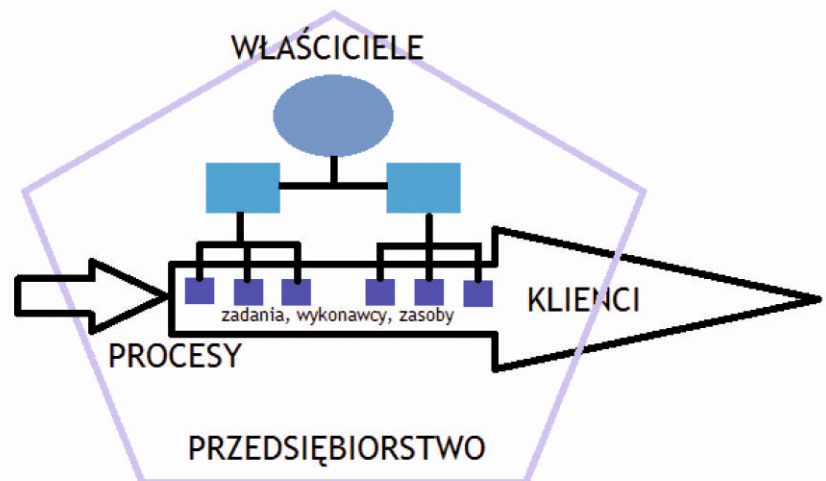 WŁAŚCICIELE
KLIENCI
zadania, wykonawcy, zasoby
PROCESY
PRZEDSIĘBIORSTWO